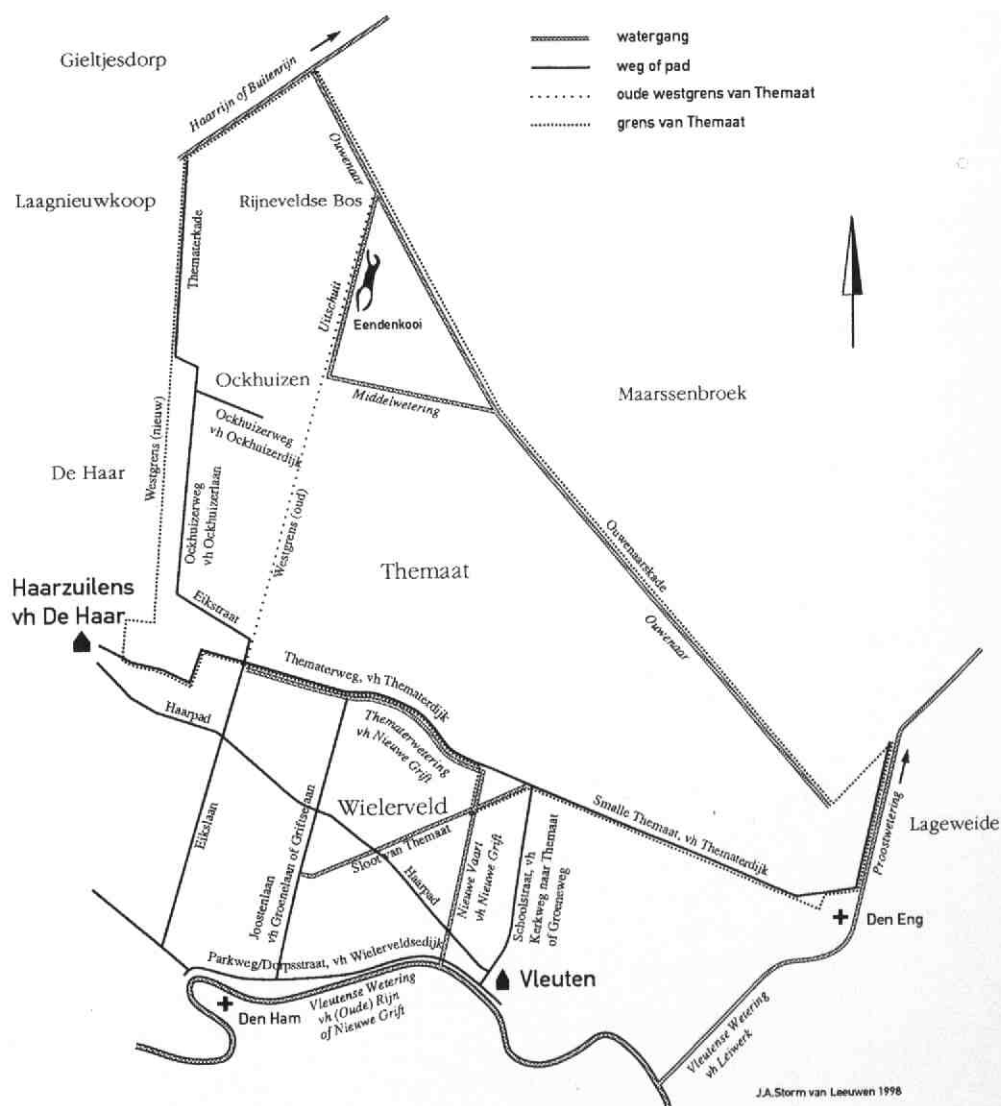 Gieltjesdorp
Haarrijn of Buitenrijn
watergang
weg of pad
oude westgrens van Themaat
grens van Themaat
Ouwenaar
Laagnieuwkoop
Rijneveldse Bos
Thematerkade
Uitschuit
Eendenkooi
Ockhuizen
Middelwetering
Maarssenbroek
Ockhuizerweg
vh Ockhuizerdijk
Westgrens (nieuw)
De Haar
Ockhuizerweg
vh Ockhuizerlaan
Westgrens (oud)
Ouwenaarskade
Ouwenaar
Themaat
Haarzuilens
vh De Haar
Eikstraat
Thematerweg, vh Thematerdijk
Thematerwetering
vh Nieuwe Grift
Haarpad
Wielerveld
Smalle Themaat, vh Thematerdijk
Proostwetering
Lageweide
Eikslaan
Joostenlaan
vh Groenelaan of Griftselaan
Sloot van Themaat
Haarpad
Nieuwe Vaart
vh Nieuwe Grift
Schoolstraat, vh
Kerkweg naar Themaat
of Groeneweg
Den Eng
Parkweg/Dorpsstraat, vh Wielerveldsedijk
Vleuten
Den Ham
Vleutense Wetering
vh (Oude) Rijn
of Nieuwe Grift
Vleutense Wetering
vh Leiwerk
J.A.Storm van Leeuwen 1998